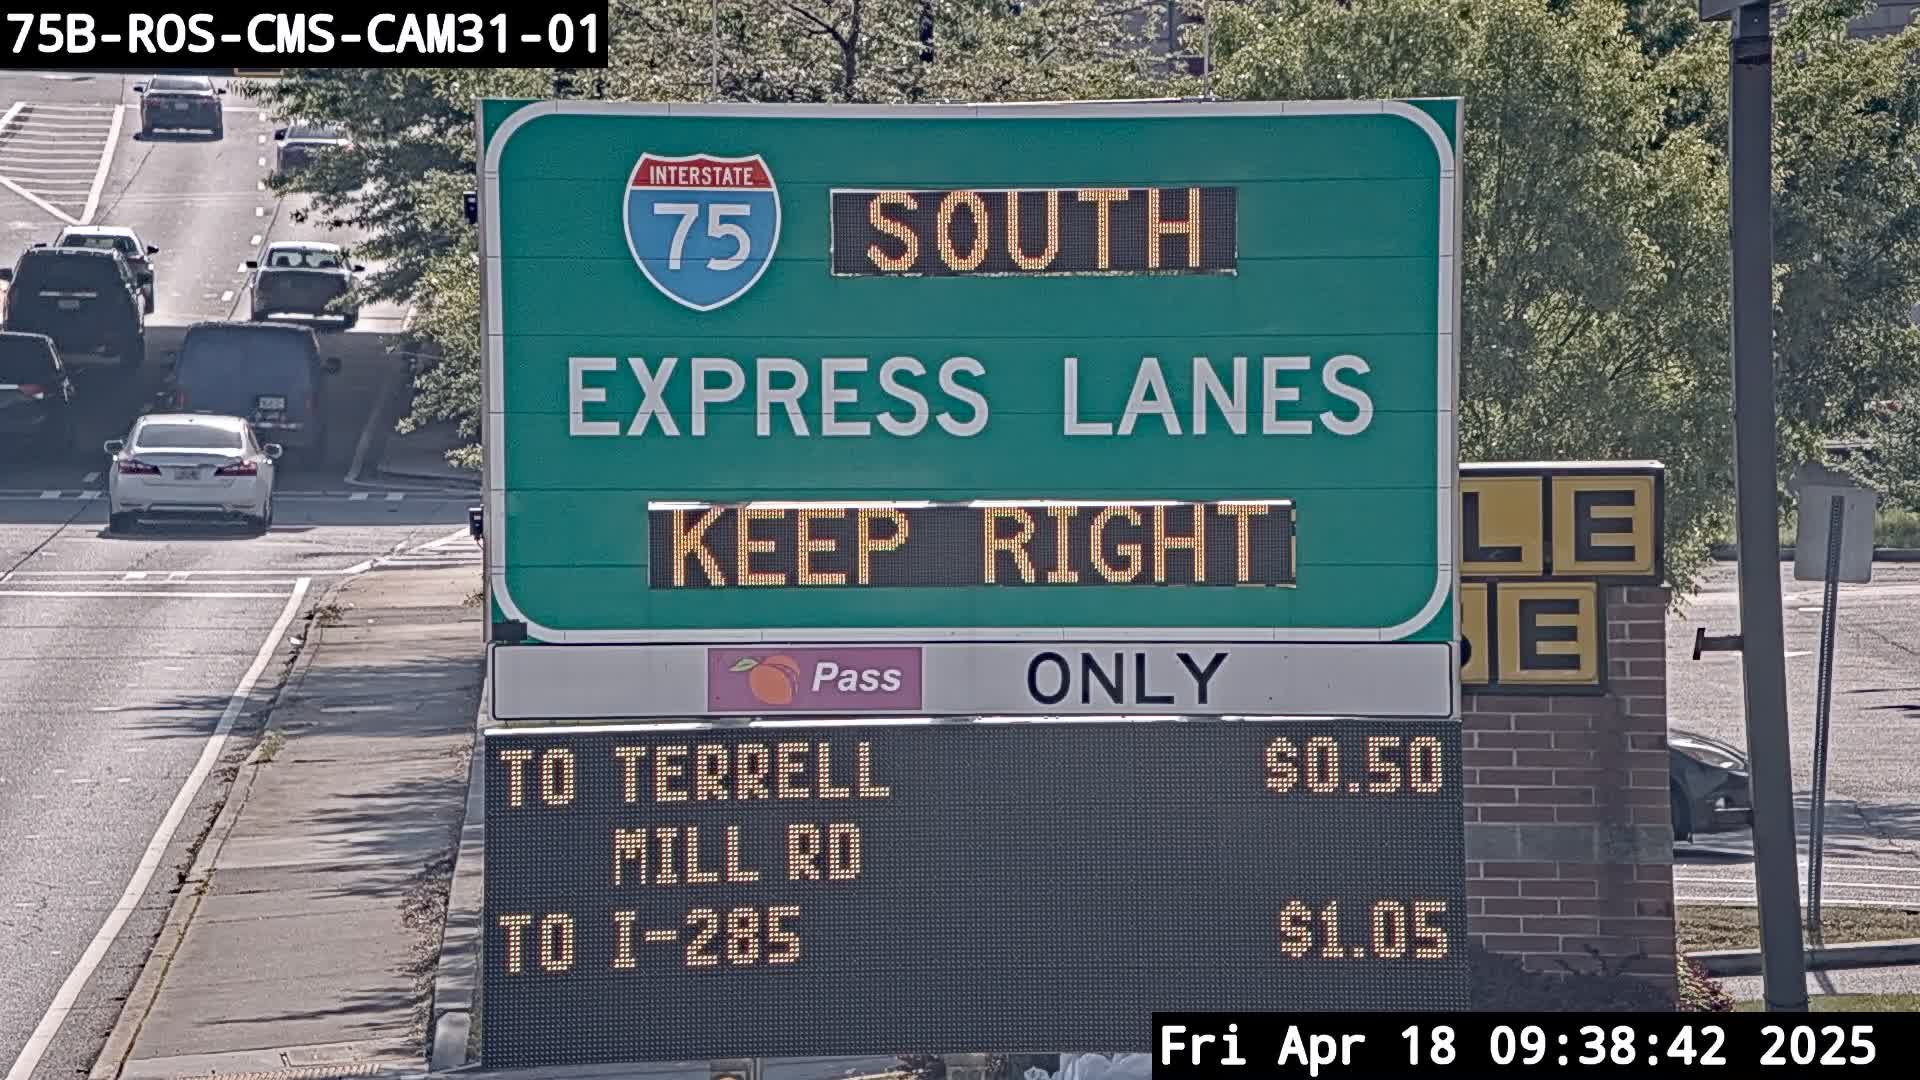 75B-ROS-CMS-CAM31-01
INTERSTATE
75
SOUTH
EXPRESS LANES
KEEP RIGHT
Pass ONLY
TO TERRELL $0.50
MILL RD
TO I-285 $1.05
LE
E
Fri Apr 18 09:38:42 2025